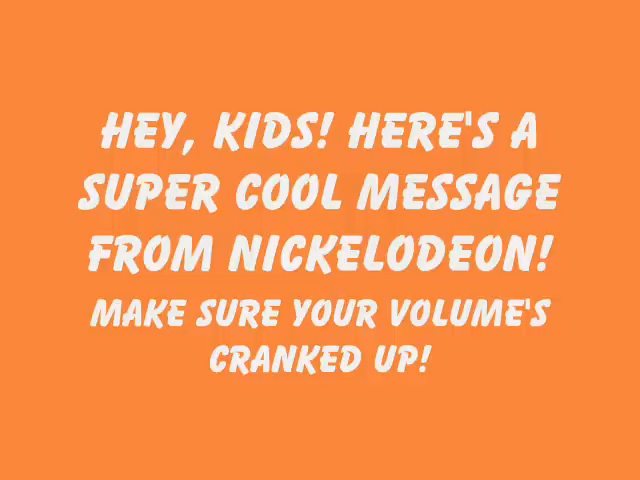 HEY, KIDS! HERE'S A
SUPER COOL MESSAGE
FROM NICKELODEON!
MAKE SURE YOUR VOLUME'S
CRANKED UP!